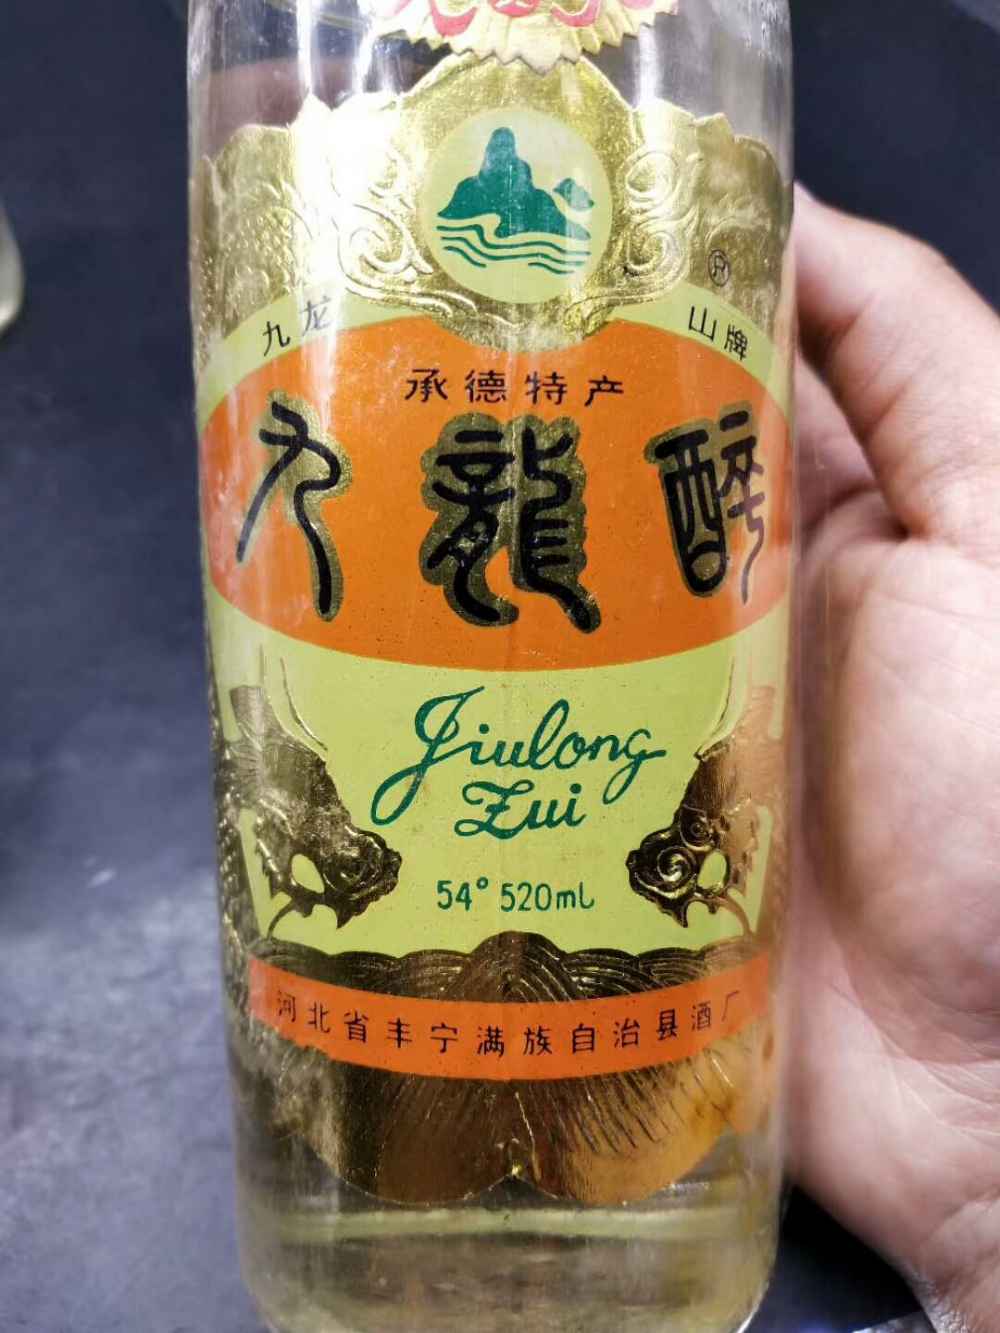 ®
九龙 山牌
承德特产
九龍醉
Jiulong
Zui
54° 520ml
河北省丰宁满族自治县酒厂